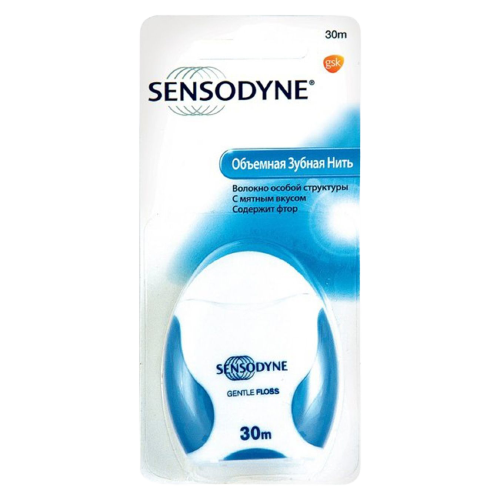 30m
gsk
SENSODYNE®
Объемная Зубная Нить
Волокно особой структуры
С мятным вкусом
Содержит фтор
SENSODYNE
GENTLE FLOSS
30m